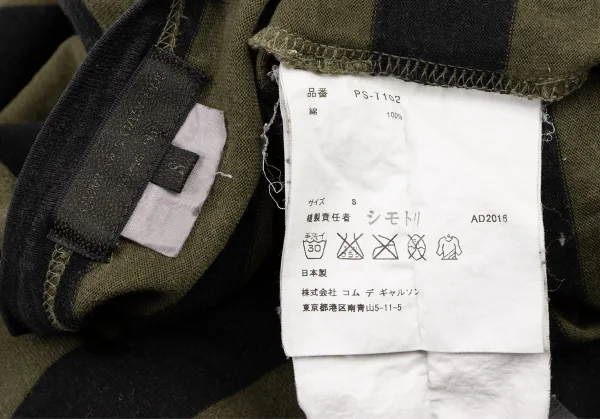 S
品番 PS-T102
綿 100%
サイズ S
縫製責任者 シモトリ AD2016
手洗イ
30
日本製
株式会社 コム デ ギャルソン
東京都港区南青山5-11-5